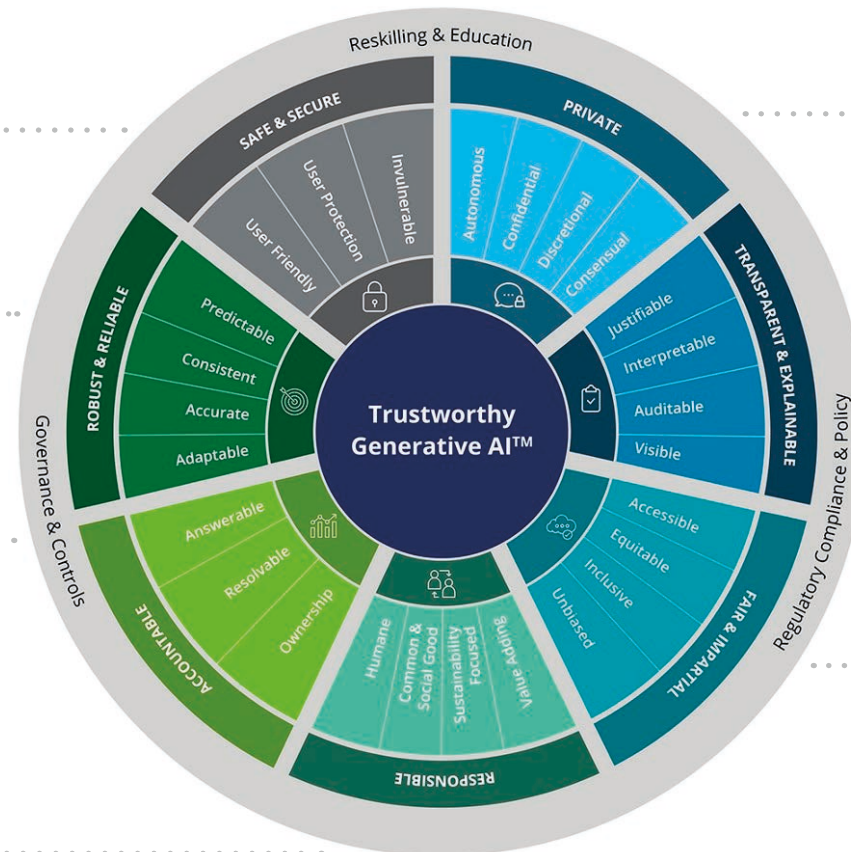 Reskilling & Education
Regulatory Compliance & Policy
Governance & Controls
Trustworthy
Generative AI™
SAFE & SECURE
User Friendly
User Protection
Invulnerable
PRIVATE
Autonomous
Confidential
Discretional
Consensual
TRANSPARENT & EXPLAINABLE
Justifiable
Interpretable
Auditable
Visible
FAIR & IMPARTIAL
Accessible
Equitable
Inclusive
Unbiased
RESPONSIBLE
Value Adding
Sustainability
Focused
Common &
Social Good
Humane
ACCOUNTABLE
Ownership
Resolvable
Answerable
ROBUST & RELIABLE
Adaptable
Accurate
Consistent
Predictable